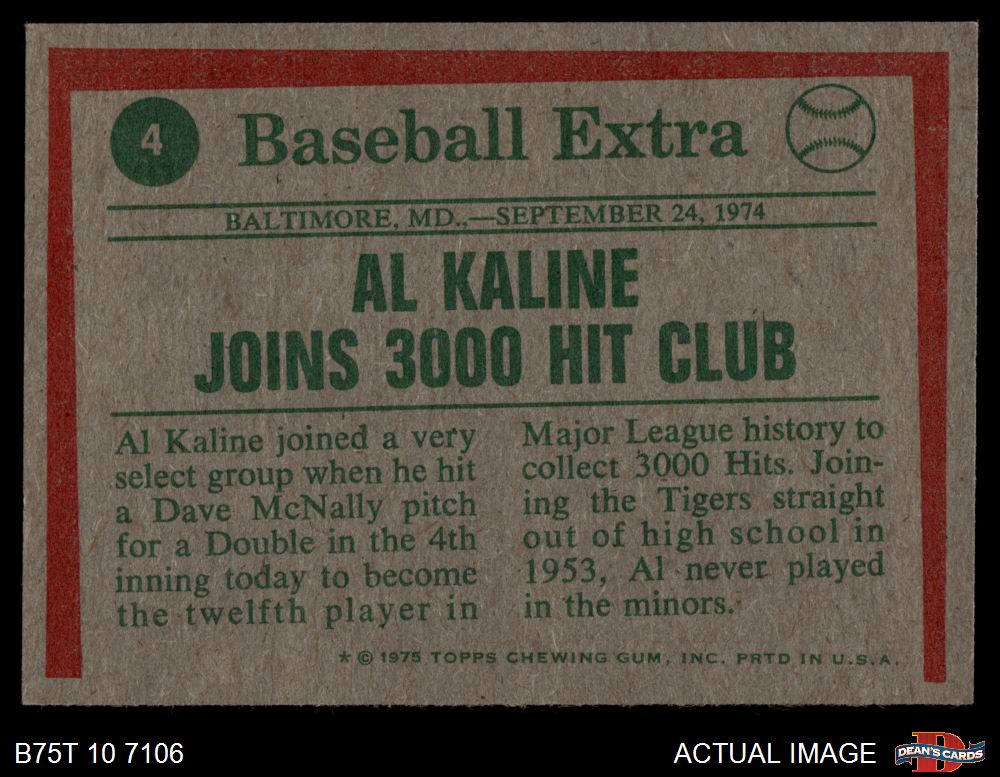 4
Baseball Extra
BALTIMORE, MD.,—SEPTEMBER 24, 1974
AL KALINE
JOINS 3000 HIT CLUB
Al Kaline joined a very
select group when he hit
a Dave McNally pitch
for a Double in the 4th
inning today to become
the twelfth player in
Major League history to
collect 3000 Hits. Join-
ing the Tigers straight
out of high school in
1953, Al never played
in the minors.
* © 1975 TOPPS CHEWING GUM, INC. PRTD IN U.S.A.
B75T 10 7106
ACTUAL IMAGE
D
DEAN'S CARDS